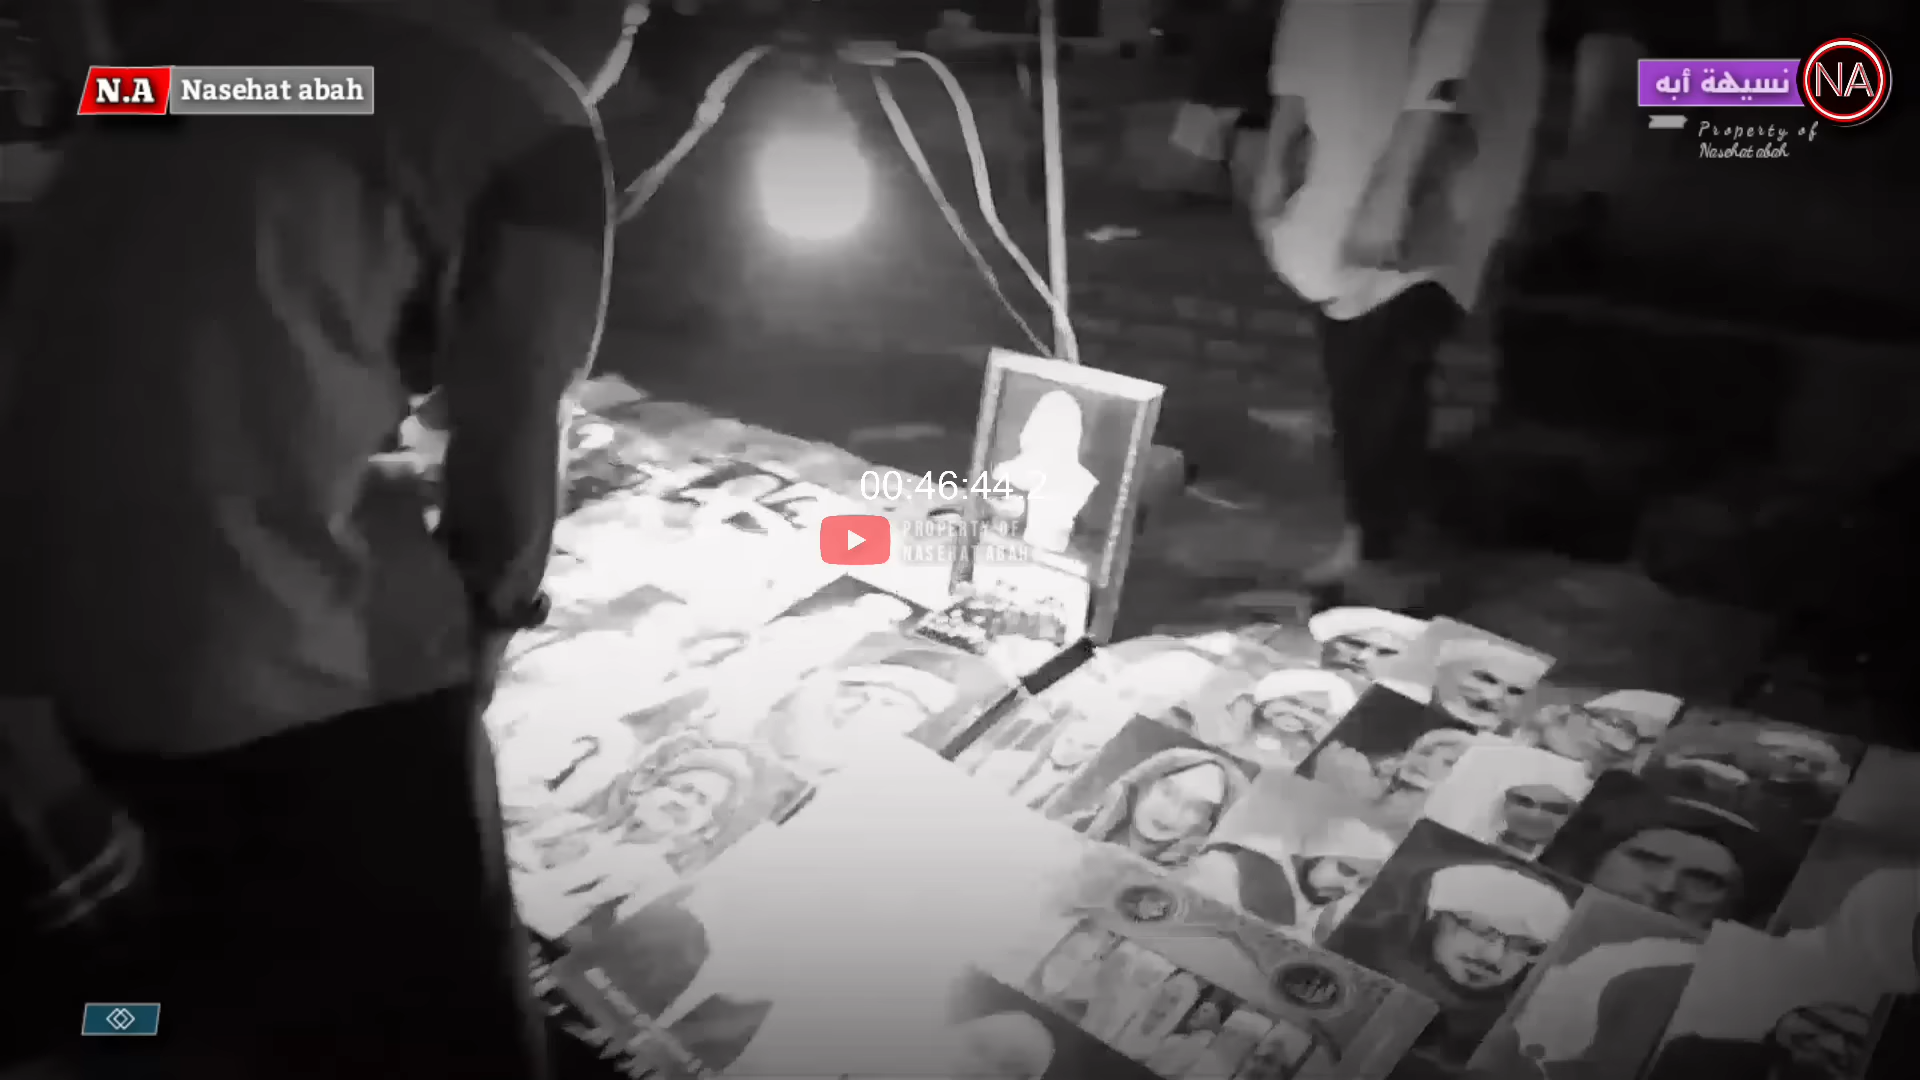 N.A Nasehat abah
نسيهة أبه NA
Property of
Nasehat abah
00:46:44.2
PROPERTY OF
NASEHAT ABAH